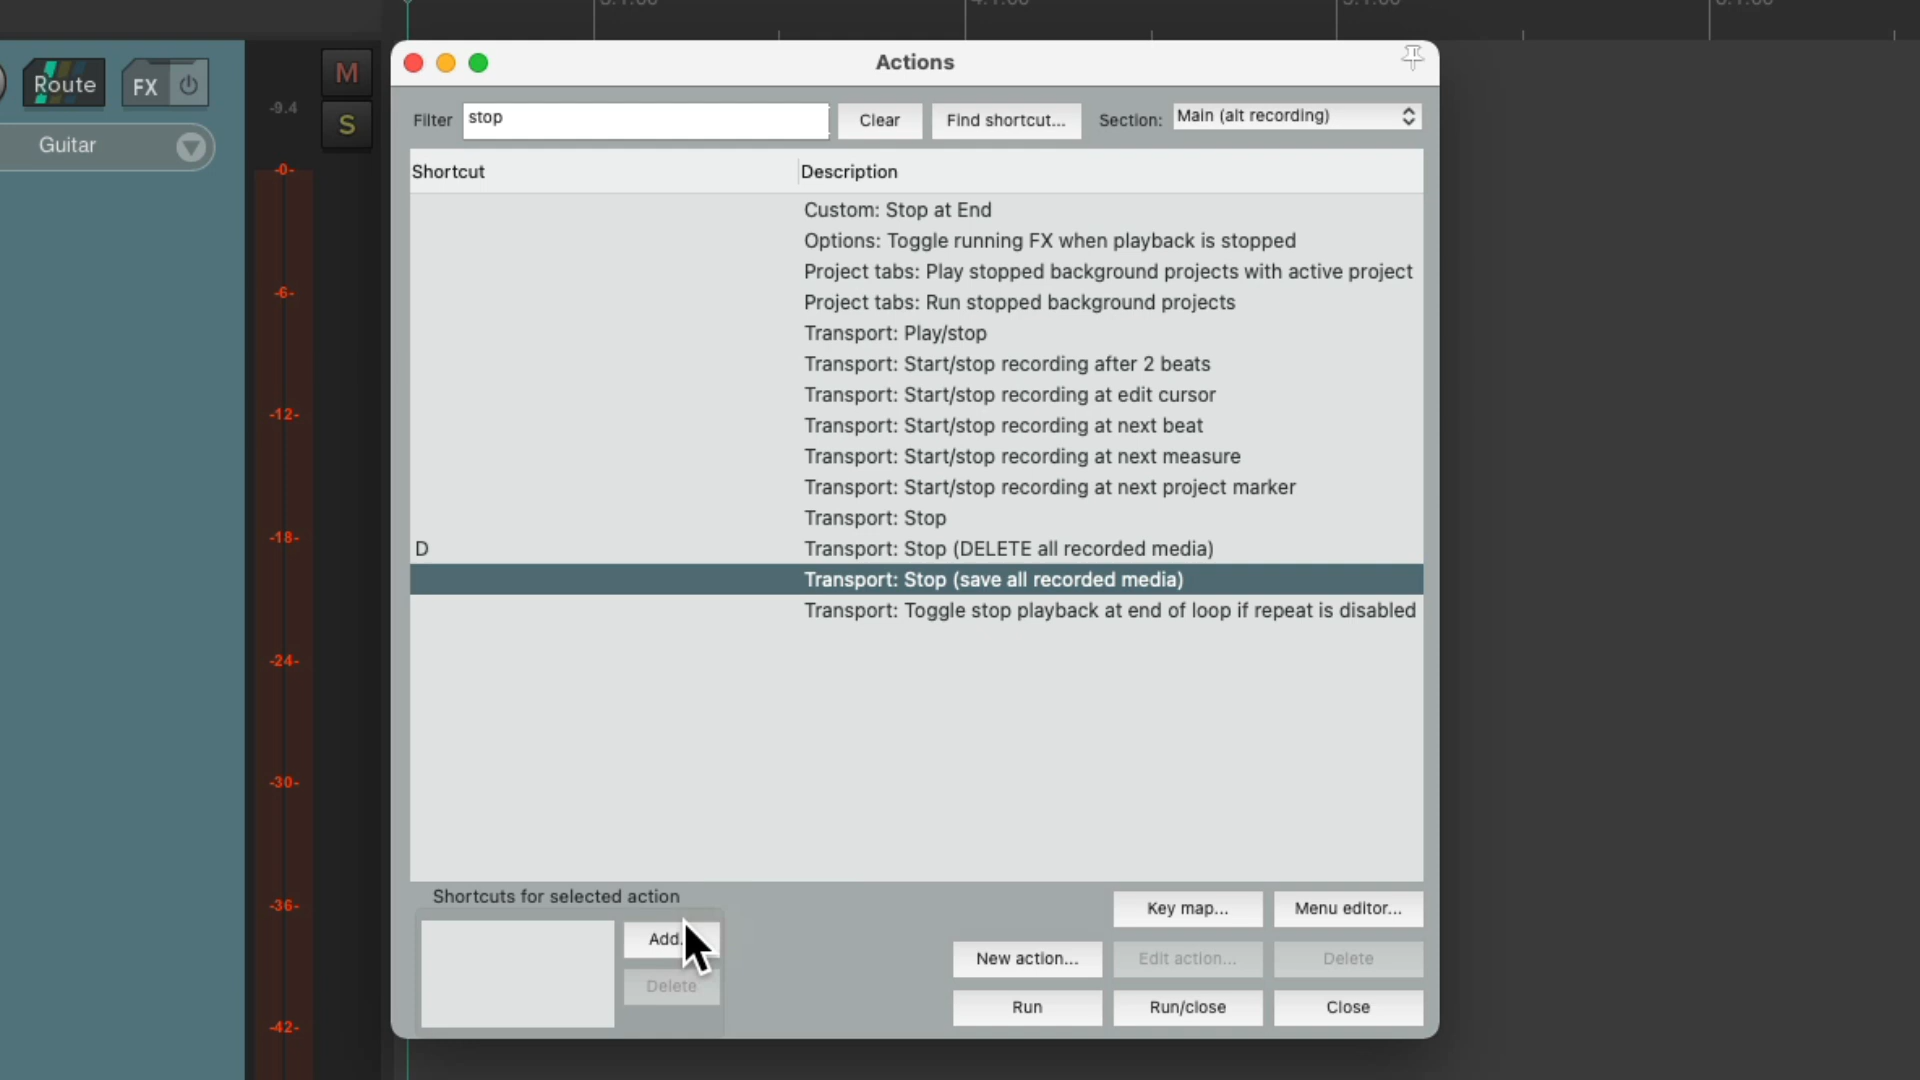 Actions
Route FX M
-9.4
S
Guitar
Filter stop Clear Find shortcut... Section: Main (alt recording)
Shortcut Description
Custom: Stop at End
Options: Toggle running FX when playback is stopped
Project tabs: Play stopped background projects with active project
Project tabs: Run stopped background projects
Transport: Play/stop
Transport: Start/stop recording after 2 beats
Transport: Start/stop recording at edit cursor
Transport: Start/stop recording at next beat
Transport: Start/stop recording at next measure
Transport: Start/stop recording at next project marker
Transport: Stop
D Transport: Stop (DELETE all recorded media)
Transport: Stop (save all recorded media)
Transport: Toggle stop playback at end of loop if repeat is disabled
-0-
-6-
-12-
-18-
-24-
-30-
-36-
-42-
Shortcuts for selected action
Add.
Delete
Key map... Menu editor...
New action... Edit action... Delete
Run Run/close Close